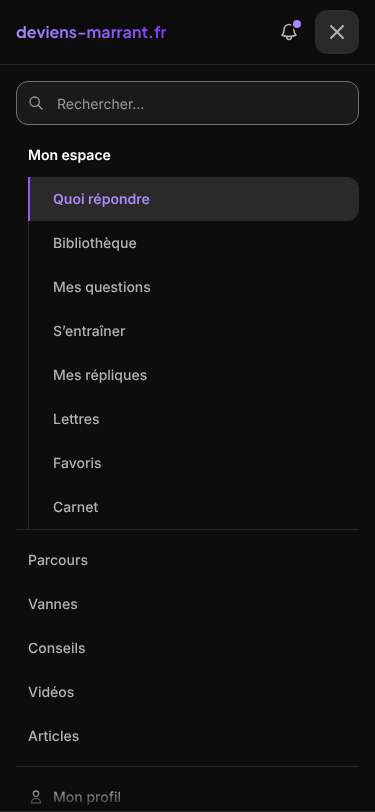 deviens-marrant.fr
Rechercher...
Mon espace
Quoi répondre
Bibliothèque
Mes questions
S’entraîner
Mes répliques
Lettres
Favoris
Carnet
Parcours
Vannes
Conseils
Vidéos
Articles
Mon profil